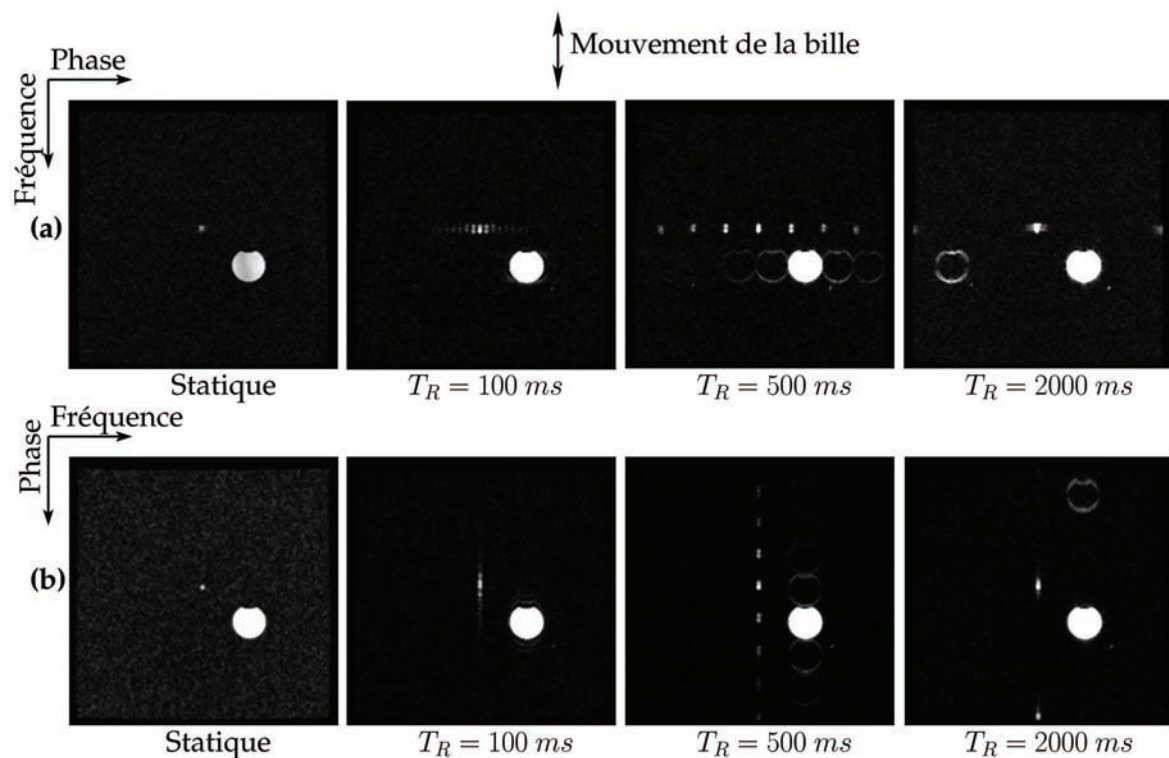 Mouvement de la bille
Phase
Fréquence
(a)
Statique
T_R = 100 ms
T_R = 500 ms
T_R = 2000 ms
Fréquence
Phase
(b)
Statique
T_R = 100 ms
T_R = 500 ms
T_R = 2000 ms